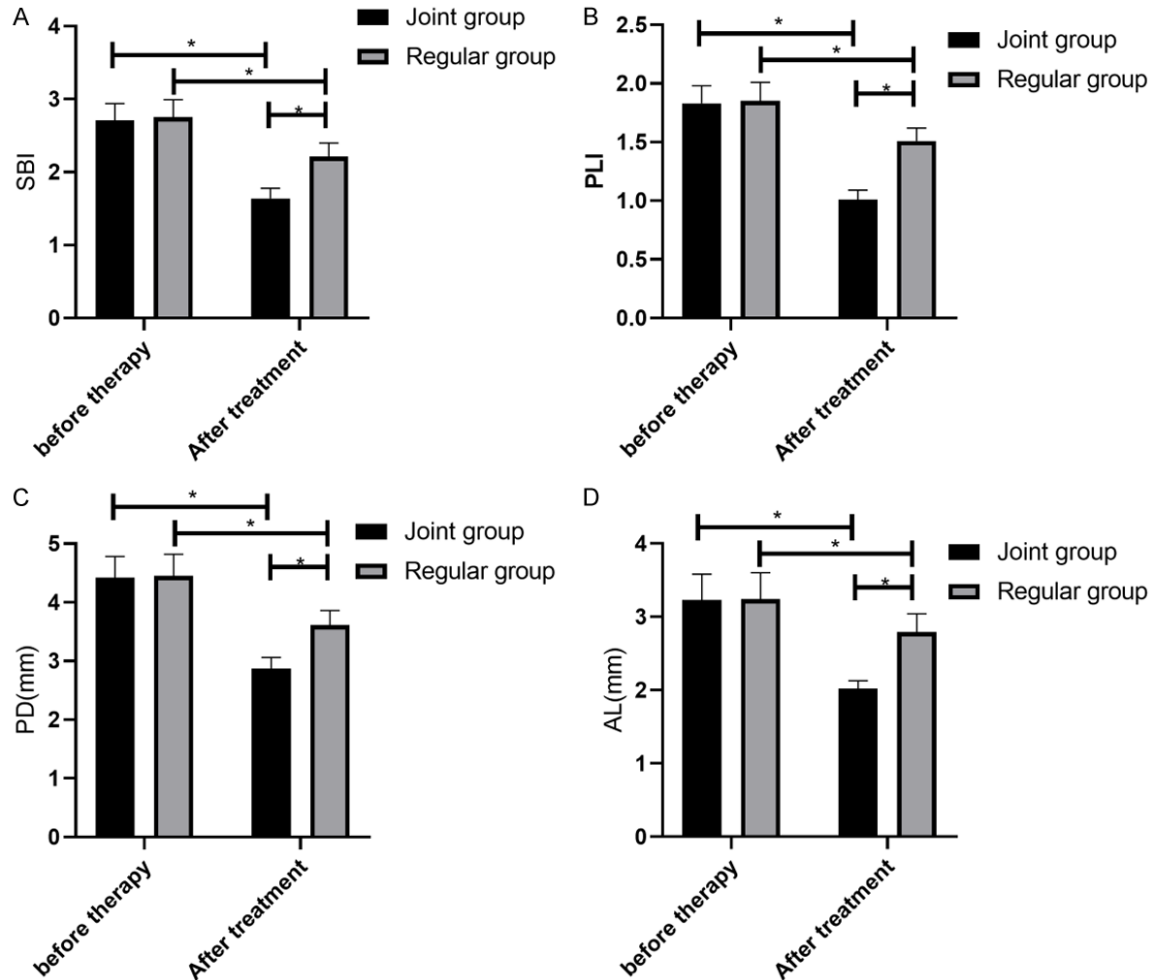 A
SBI
4
3
2
1
0
*
*
*
Joint group
Regular group
before therapy
After treatment
B
PLI
2.5
2.0
1.5
1.0
0.5
0.0
*
*
*
Joint group
Regular group
before therapy
After treatment
C
PD(mm)
5
4
3
2
1
0
*
*
*
Joint group
Regular group
before therapy
After treatment
D
AL(mm)
4
3
2
1
0
*
*
*
Joint group
Regular group
before therapy
After treatment